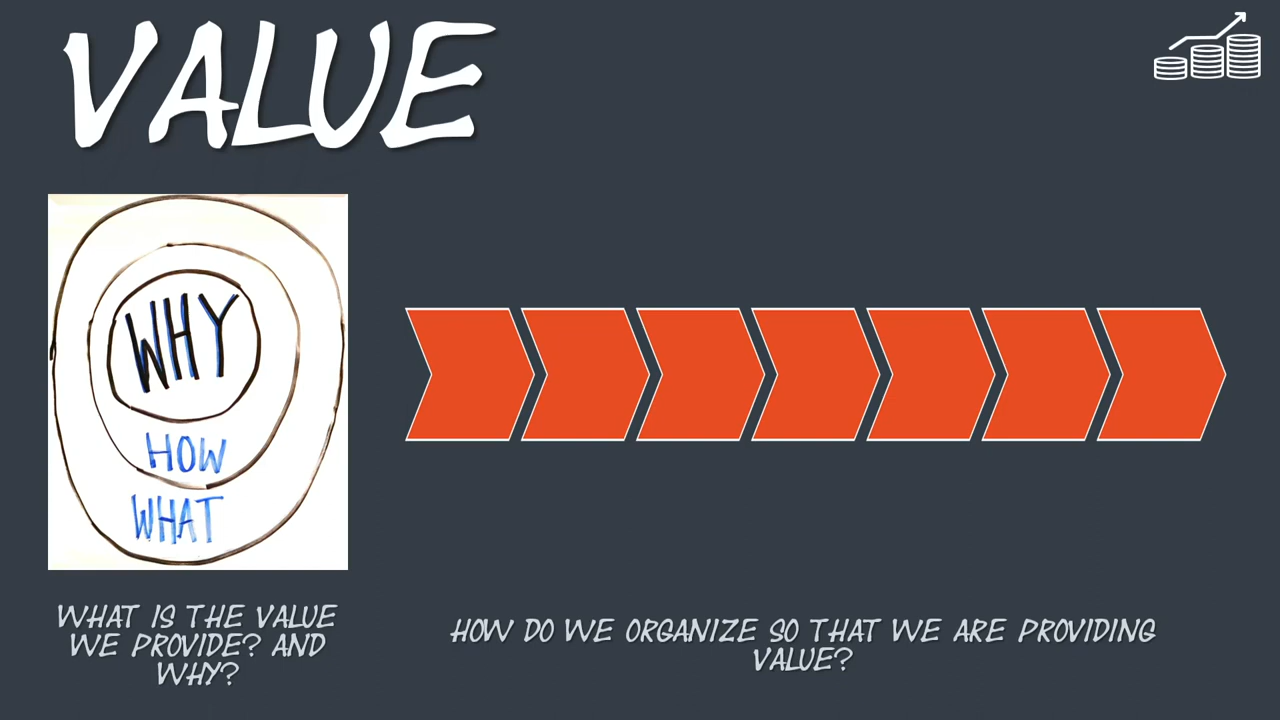 VALUE
WHY
HOW
WHAT
WHAT IS THE VALUE
WE PROVIDE? AND
WHY?
HOW DO WE ORGANIZE SO THAT WE ARE PROVIDING
VALUE?